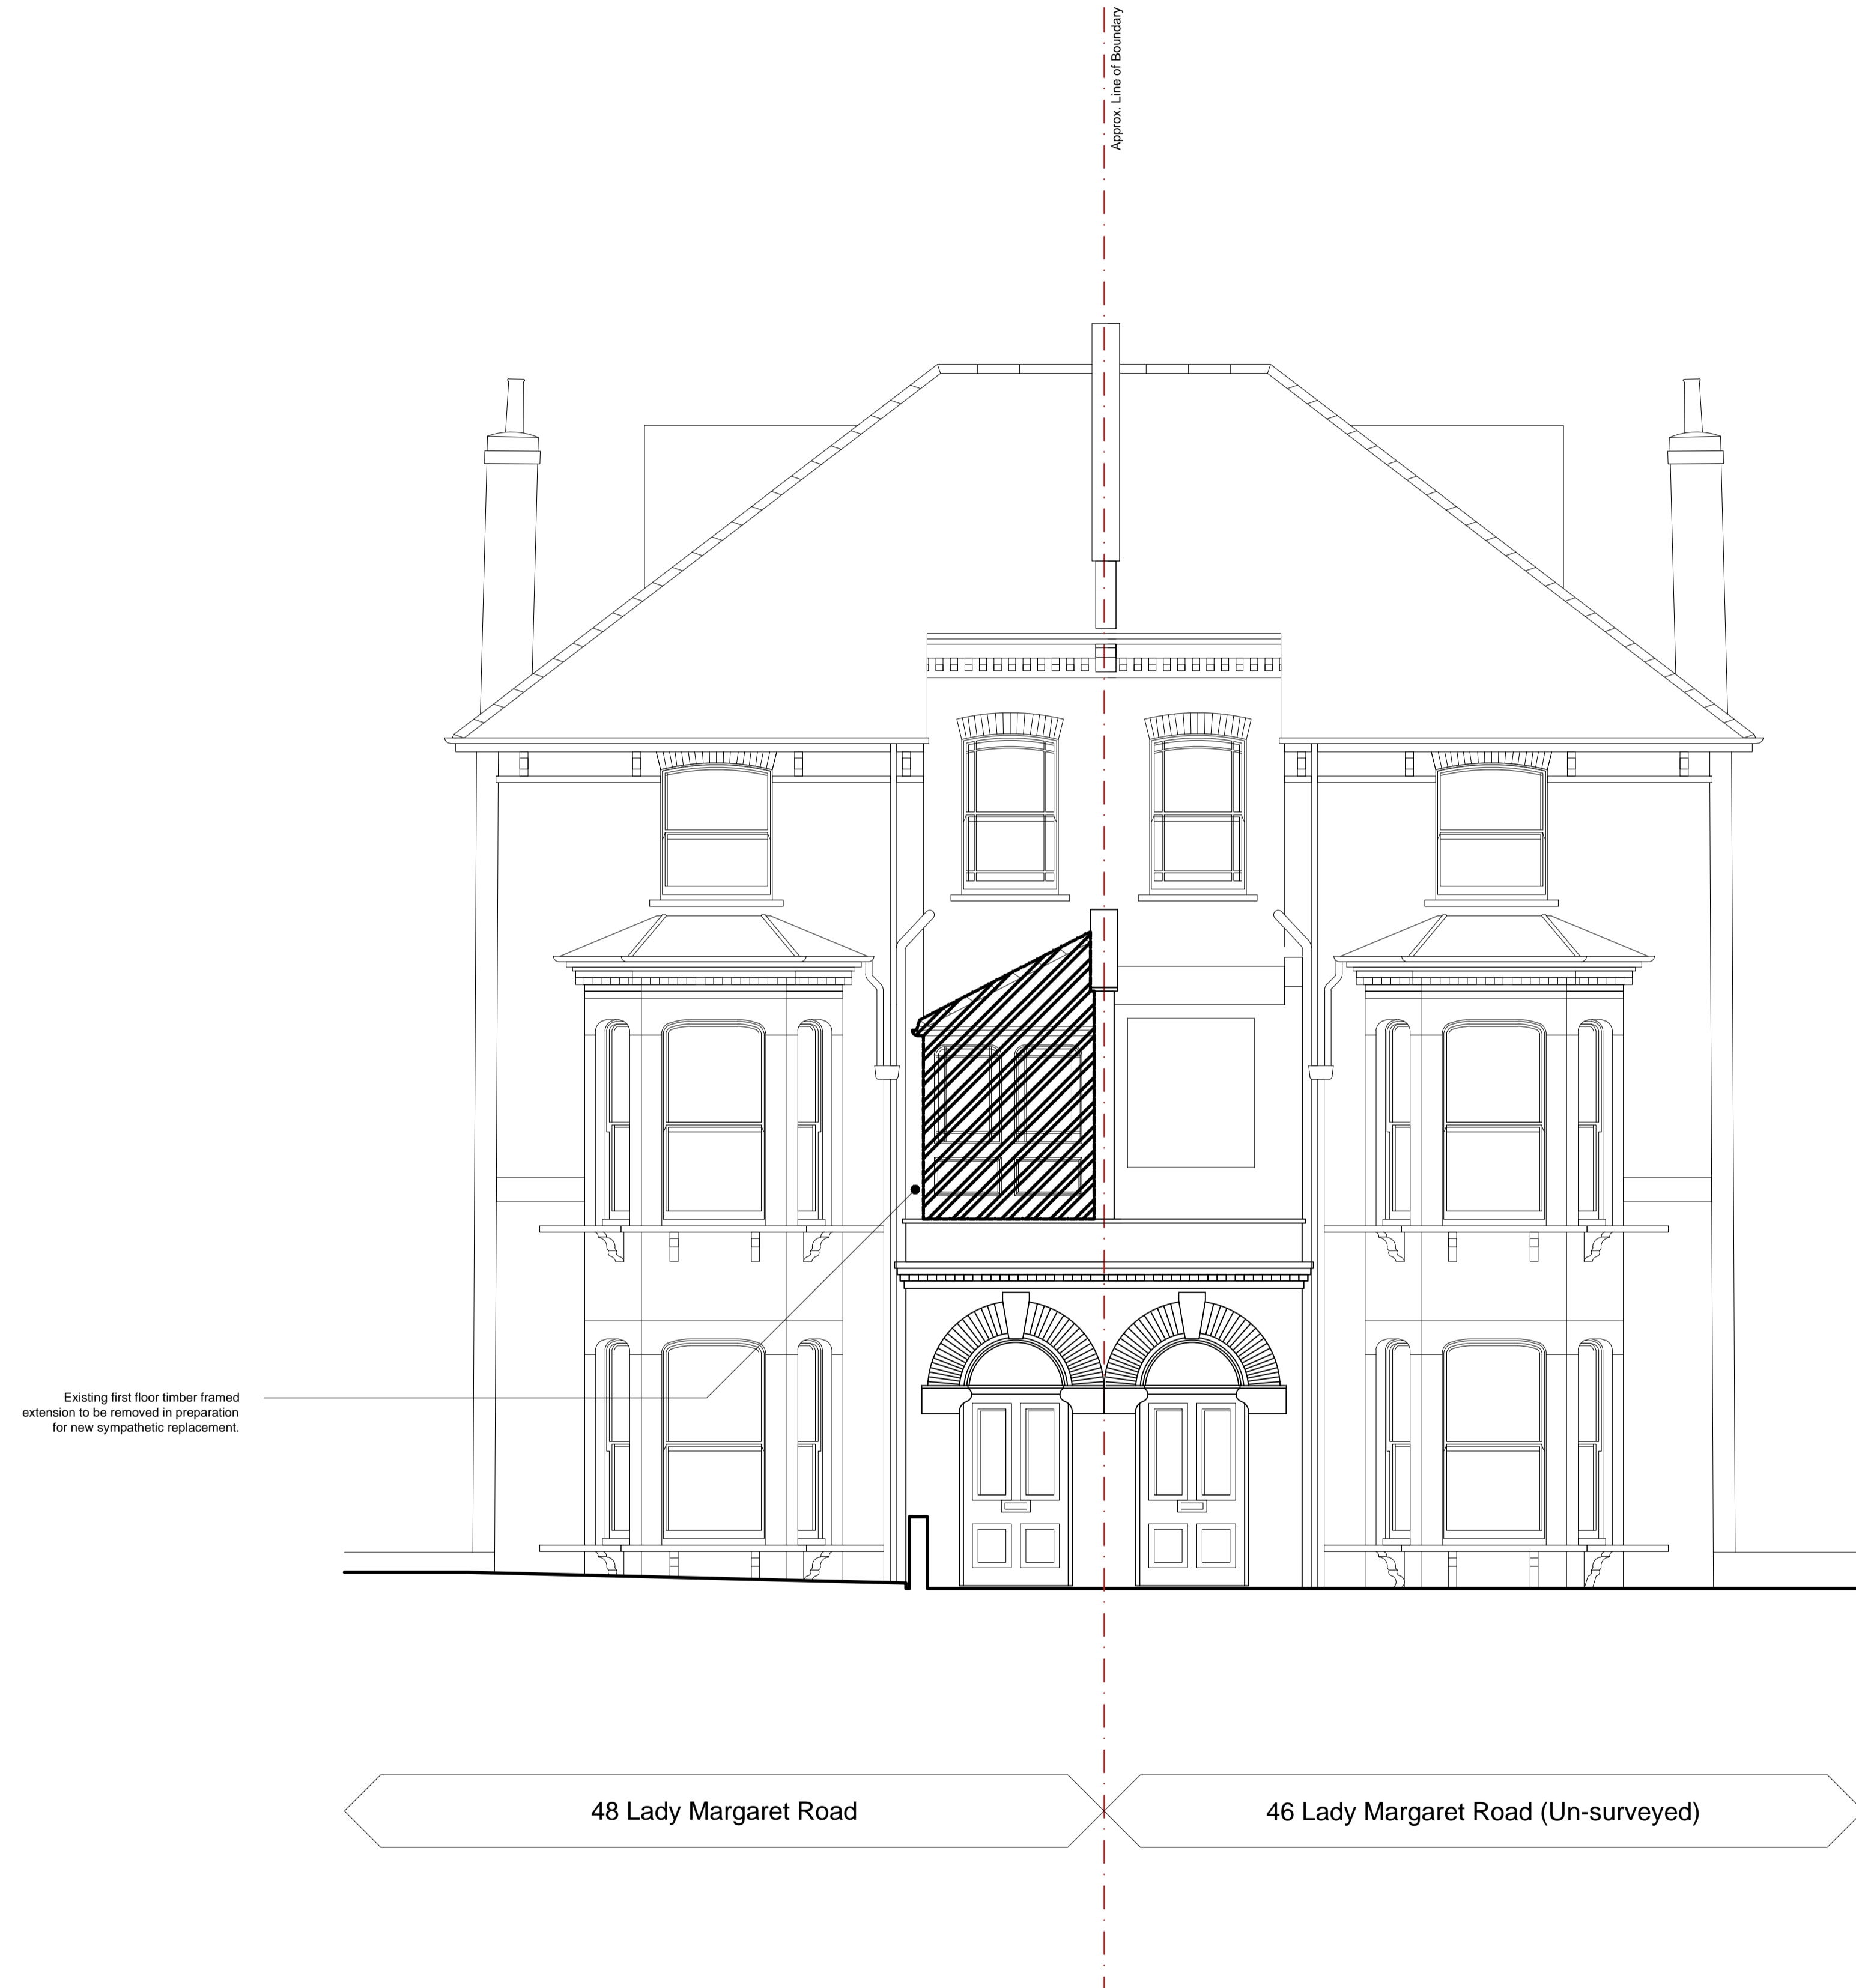 Approx. Line of Boundary
Existing first floor timber framed
extension to be removed in preparation
for new sympathetic replacement.
48 Lady Margaret Road
46 Lady Margaret Road (Un-surveyed)